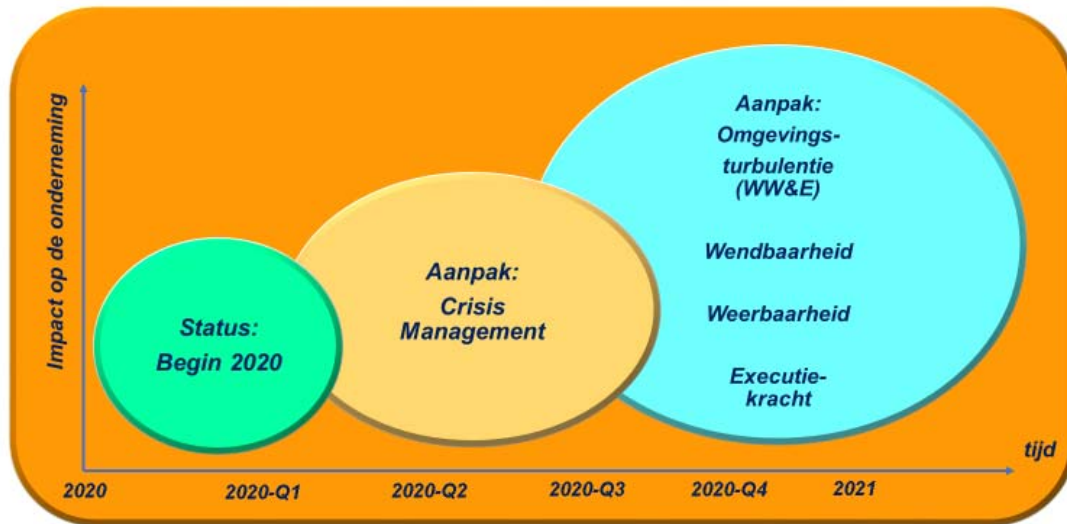 Impact op de onderneming
Status:
Begin 2020
Aanpak:
Crisis
Management
Aanpak:
Omgevings-
turbulentie
(WW&E)
Wendbaarheid
Weerbaarheid
Executie-
kracht
tijd
2020
2020-Q1
2020-Q2
2020-Q3
2020-Q4
2021